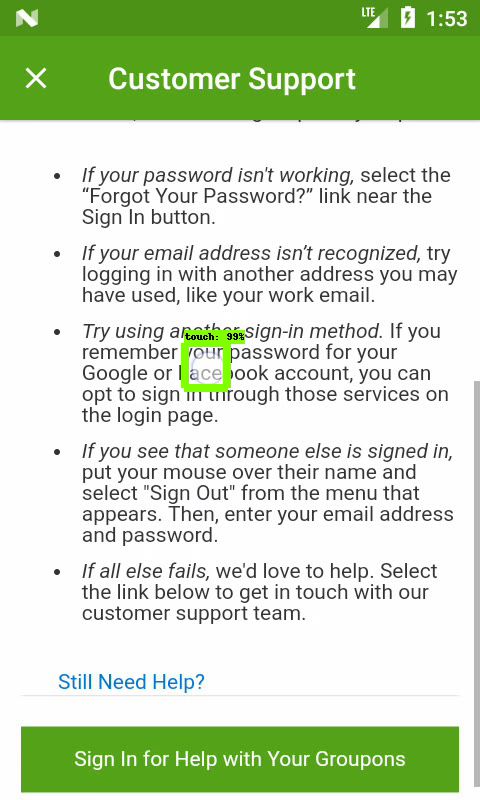 LTE 1:53
Customer Support
• If your password isn't working, select the
“Forgot Your Password?” link near the
Sign In button.
• If your email address isn’t recognized, try
logging in with another address you may
have used, like your work email.
touch: 99%
• Try using another sign-in method. If you
remember your password for your
Google or Facebook account, you can
opt to sign in through those services on
the login page.
• If you see that someone else is signed in,
put your mouse over their name and
select "Sign Out" from the menu that
appears. Then, enter your email address
and password.
• If all else fails, we'd love to help. Select
the link below to get in touch with our
customer support team.
Still Need Help?
Sign In for Help with Your Groupons